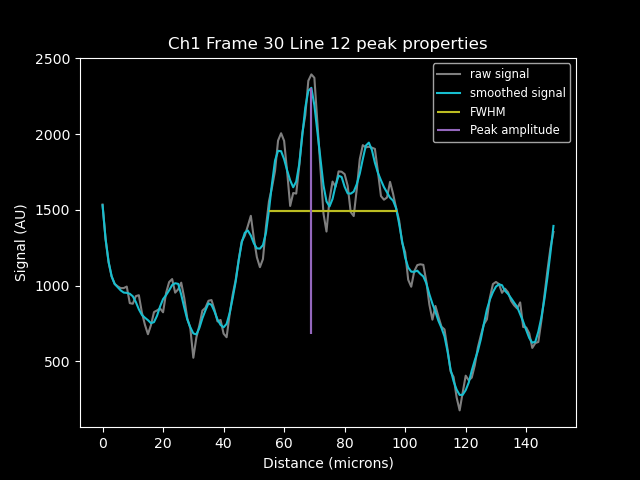 Ch1 Frame 30 Line 12 peak properties
raw signal
smoothed signal
FWHM
Peak amplitude
Signal (AU)
2500
2000
1500
1000
500
0 20 40 60 80 100 120 140
Distance (microns)